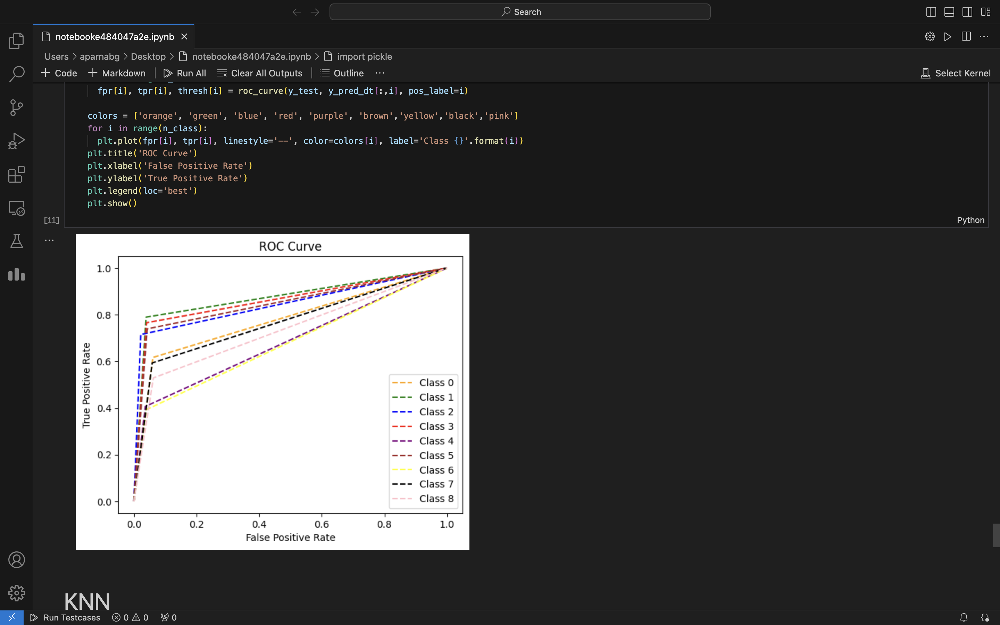 Search
notebooke484047a2e.ipynb
Users > aparnabg > Desktop > notebooke484047a2e.ipynb > import pickle
+ Code + Markdown | Run All Clear All Outputs | Outline ... Select Kernel
fpr[i], tpr[i], thresh[i] = roc_curve(y_test, y_pred_dt[:,i], pos_label=i)
colors = ['orange', 'green', 'blue', 'red', 'purple', 'brown','yellow','black','pink']
for i in range(n_class):
plt.plot(fpr[i], tpr[i], linestyle='--', color=colors[i], label='Class {}'.format(i))
plt.title('ROC Curve')
plt.xlabel('False Positive Rate')
plt.ylabel('True Positive Rate')
plt.legend(loc='best')
plt.show()
[11] Python
...
ROC Curve
1.0
0.8
0.6
0.4
0.2
0.0
True Positive Rate
Class 0
Class 1
Class 2
Class 3
Class 4
Class 5
Class 6
Class 7
Class 8
0.0 0.2 0.4 0.6 0.8 1.0
False Positive Rate
KNN
Run Testcases 0 0 0